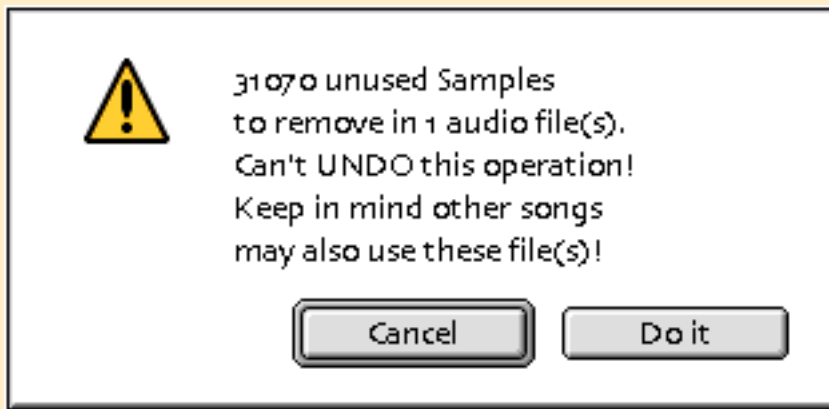 31070 unused Samples
to remove in 1 audio file(s).
Can't UNDO this operation!
Keep in mind other songs
may also use these file(s)!
Cancel
Do it